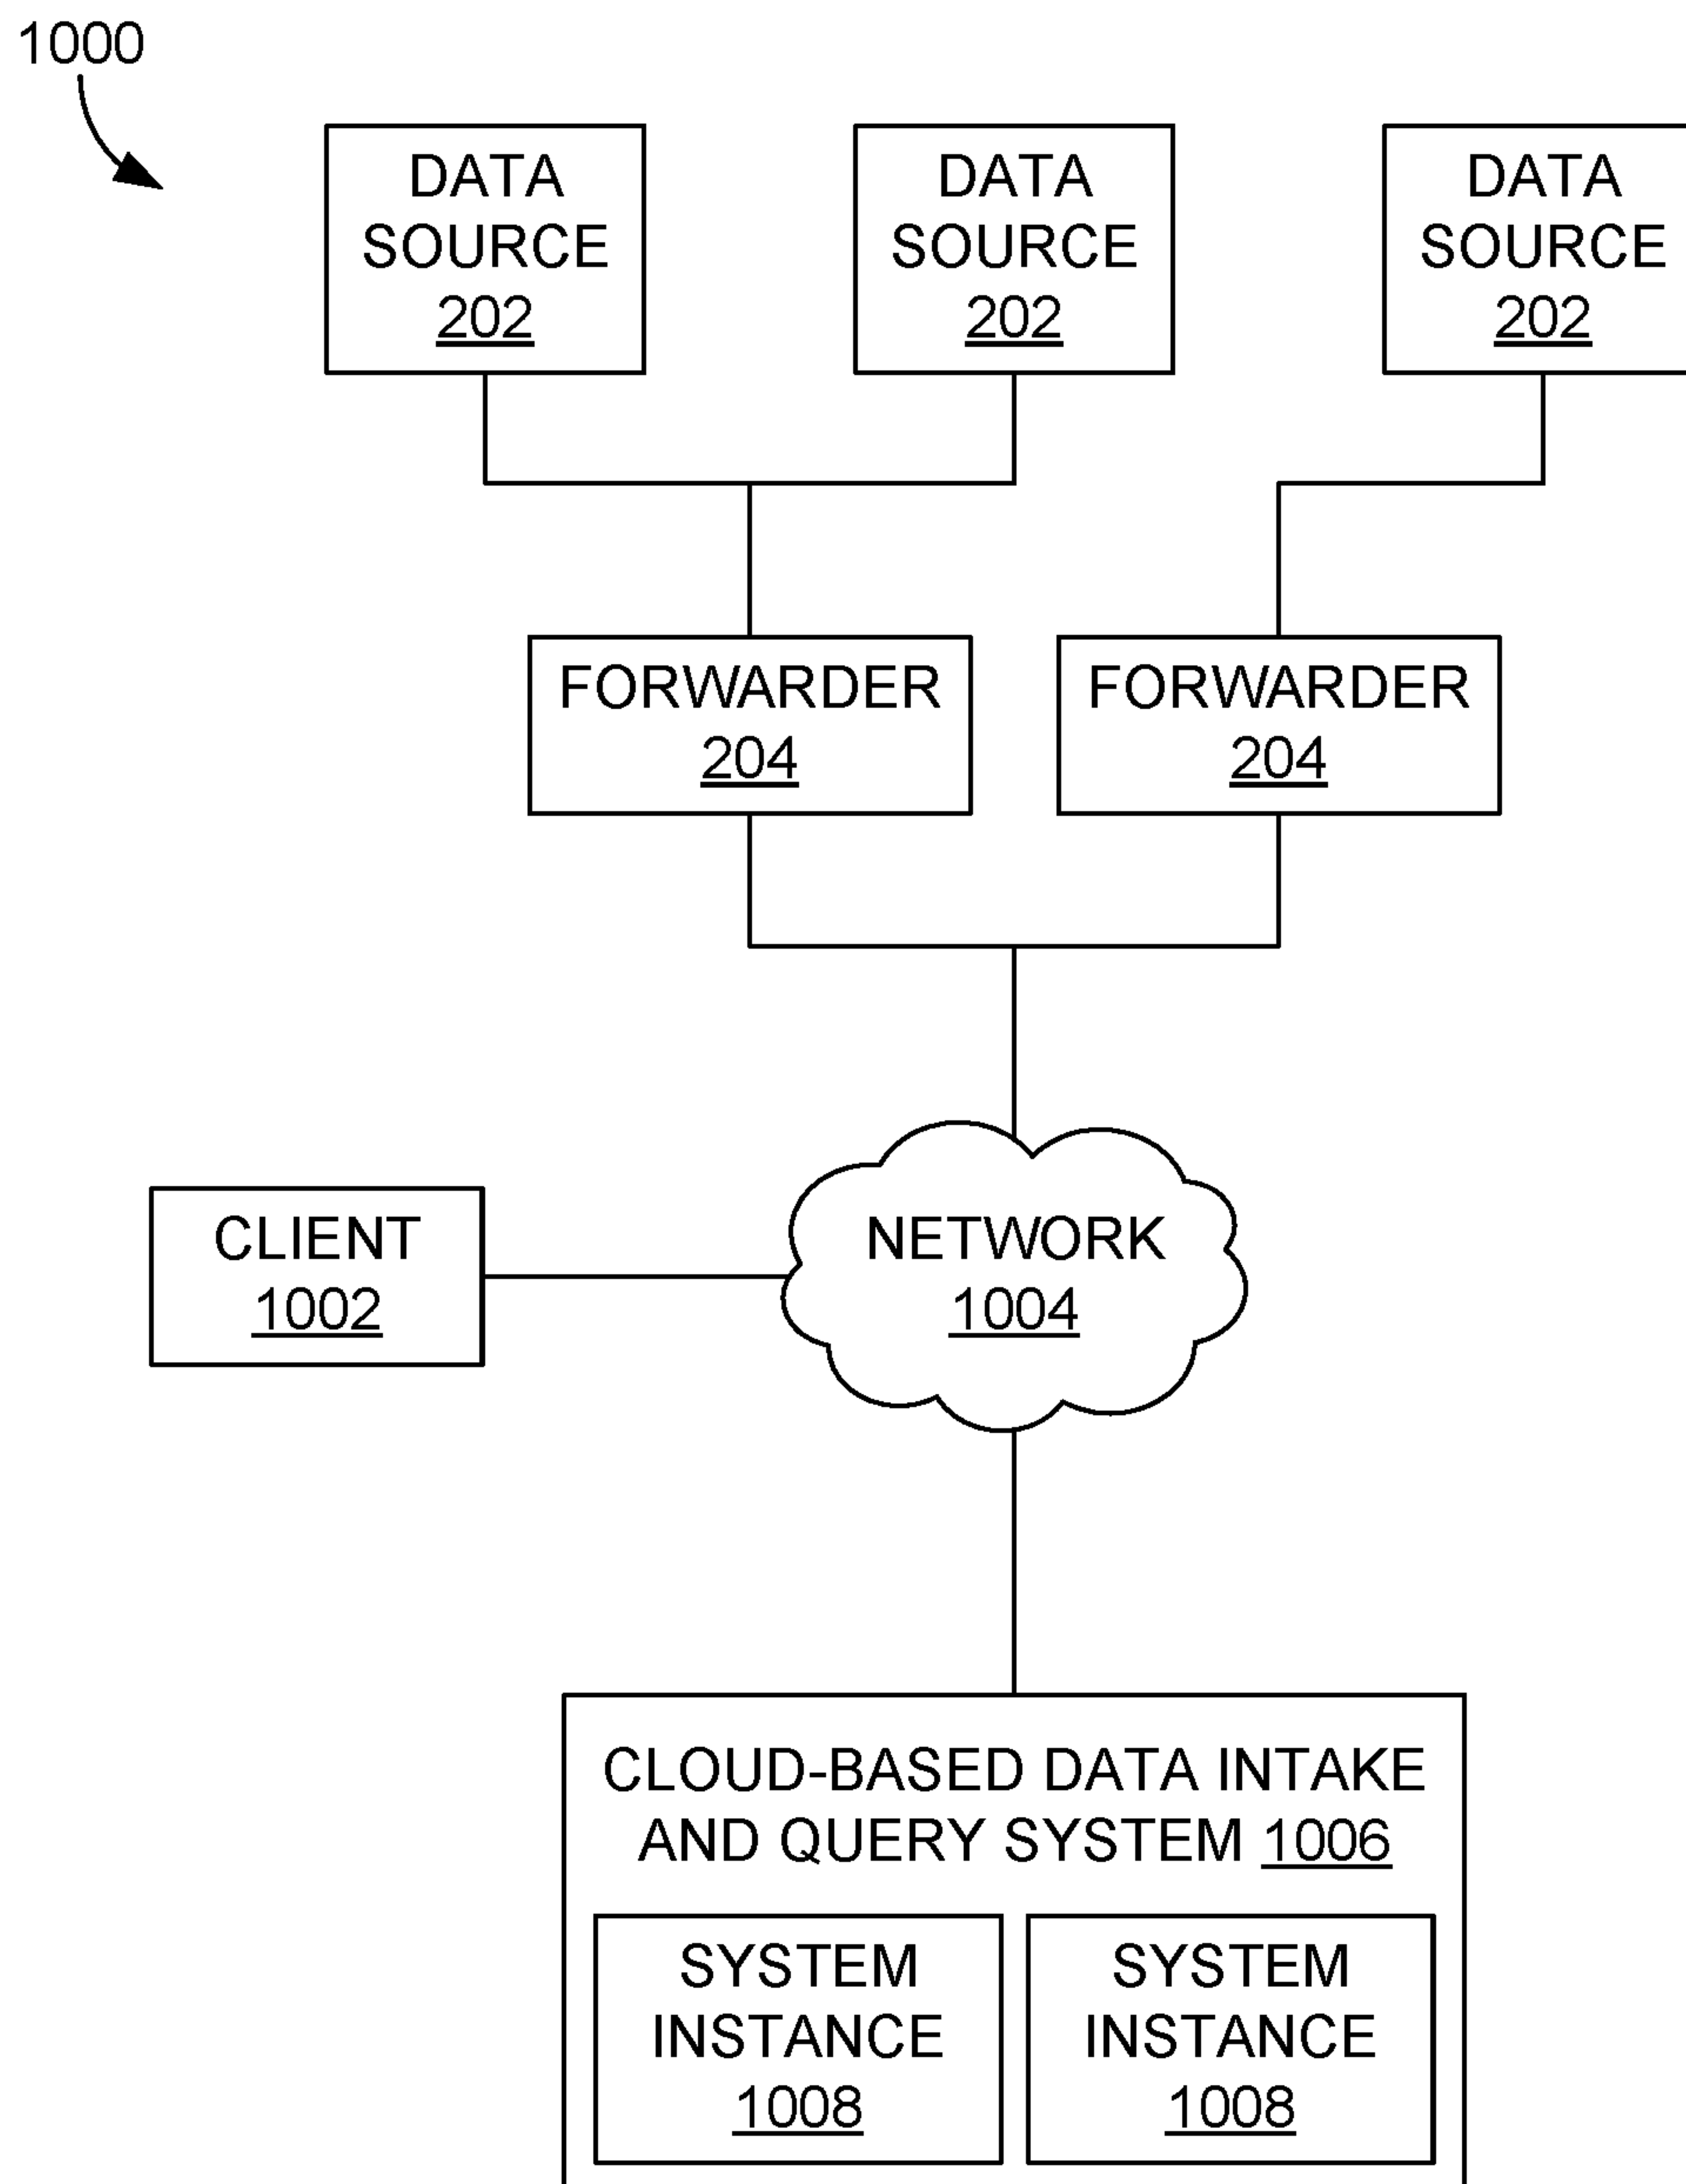 1000
DATA
SOURCE
202
DATA
SOURCE
202
DATA
SOURCE
202
FORWARDER
204
FORWARDER
204
CLIENT
1002
NETWORK
1004
CLOUD-BASED DATA INTAKE
AND QUERY SYSTEM 1006
SYSTEM
INSTANCE
1008
SYSTEM
INSTANCE
1008